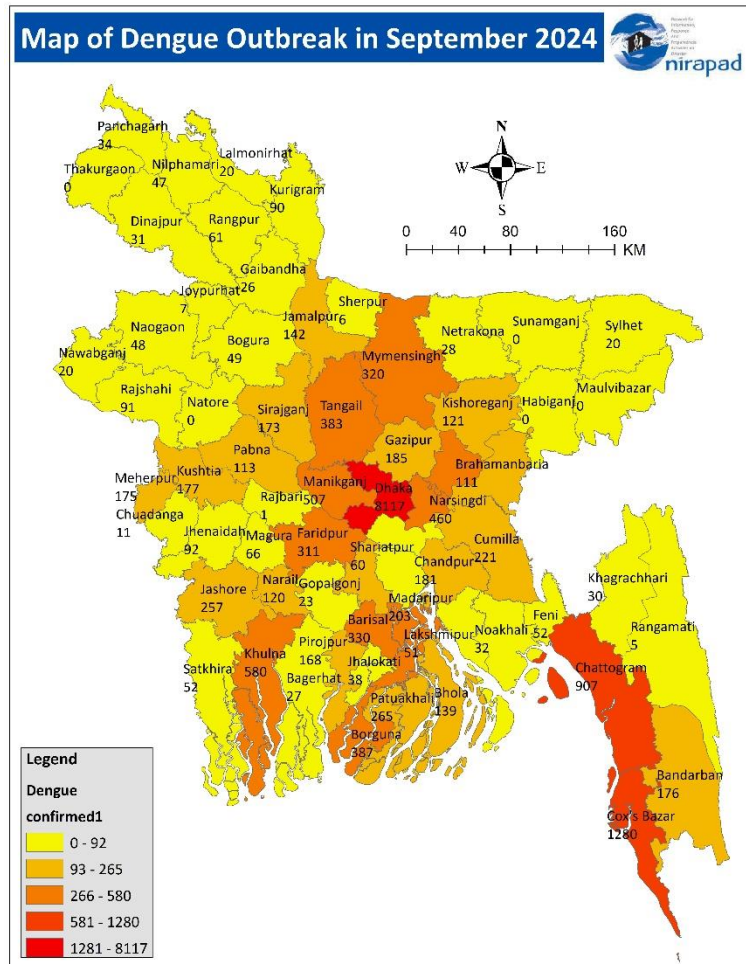 Map of Dengue Outbreak in September 2024
nirapad
Panchagarh
34
Thakurgaon
0
Nilphamari
47
Lalmonirhat
20
Kurigram
90
Dinajpur
31
Rangpur
61
Gaibandha
26
N
W
E
S
0 40 80 160
KM
Joypurhat
7
Jamalpur
142
Sherpur
6
Naogaon
48
Bogura
49
Nawabganj
20
Mymensingh
320
Netrakona
28
Sunamganj
0
Sylhet
20
Rajshahi
91
Natore
0
Sirajganj
173
Tangail
383
Kishoreganj
121
Habiganj
0
Maulvibazar
0
Gazipur
185
Pabna
113
Kushtia
177
Meherpur
175
Chuadanga
11
Manikganj
507
Dhaka
8117
Brahamanbaria
111
Narsingdi
460
Rajbari
1
Jhenaidah
92
Magura
66
Faridpur
311
Shariatpur
60
Cumilla
221
Chandpur
181
Jashore
257
Narail
120
Gopalgonj
23
Madaripur
203
Khagrachhari
30
Rangamati
5
Feni
52
Noakhali
32
Lakshmipur
51
Barisal
330
Khulna
580
Pirojpur
168
Satkhira
52
Bagerhat
27
Jhalokati
38
Patuakhali
265
Bhola
139
Borguna
387
Chattogram
907
Bandarban
176
Cox's Bazar
1280
Legend
Dengue
confirmed1
0 - 92
93 - 265
266 - 580
581 - 1280
1281 - 8117